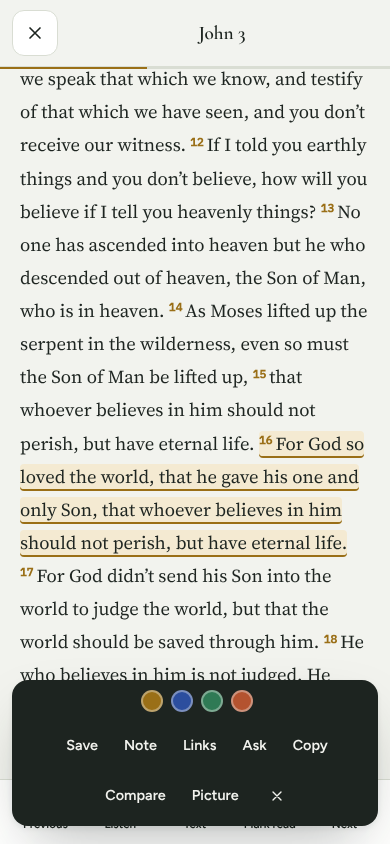 John 3
we speak that which we know, and testify
of that which we have seen, and you don’t
receive our witness. 12 If I told you earthly
things and you don’t believe, how will you
believe if I tell you heavenly things? 13 No
one has ascended into heaven but he who
descended out of heaven, the Son of Man,
who is in heaven. 14 As Moses lifted up the
serpent in the wilderness, even so must
the Son of Man be lifted up, 15 that
whoever believes in him should not
perish, but have eternal life. 16 For God so
loved the world, that he gave his one and
only Son, that whoever believes in him
should not perish, but have eternal life.
17 For God didn’t send his Son into the
world to judge the world, but that the
world should be saved through him. 18 He
who believes in him is not judged. He
Save Note Links Ask Copy
Compare Picture ×